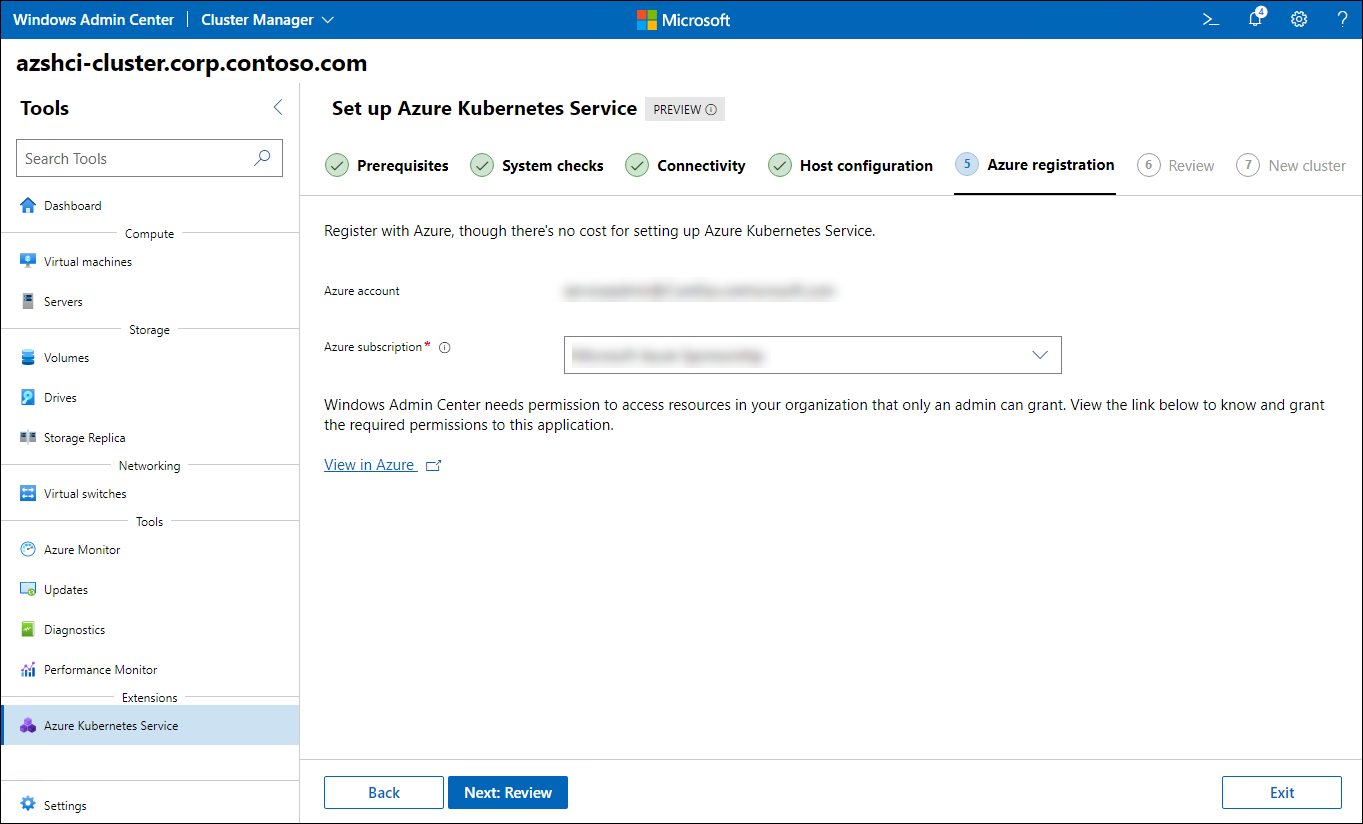 Windows Admin Center | Cluster Manager
Microsoft
4
?
azshci-cluster.corp.contoso.com
Tools
Search Tools
Dashboard
Compute
Virtual machines
Servers
Storage
Volumes
Drives
Storage Replica
Networking
Virtual switches
Tools
Azure Monitor
Updates
Diagnostics
Performance Monitor
Extensions
Azure Kubernetes Service
Settings
Set up Azure Kubernetes Service PREVIEW
Prerequisites System checks Connectivity Host configuration 5 Azure registration 6 Review 7 New cluster
Register with Azure, though there's no cost for setting up Azure Kubernetes Service.
Azure account
Azure subscription*
Windows Admin Center needs permission to access resources in your organization that only an admin can grant. View the link below to know and grant
the required permissions to this application.
View in Azure
Back Next: Review Exit